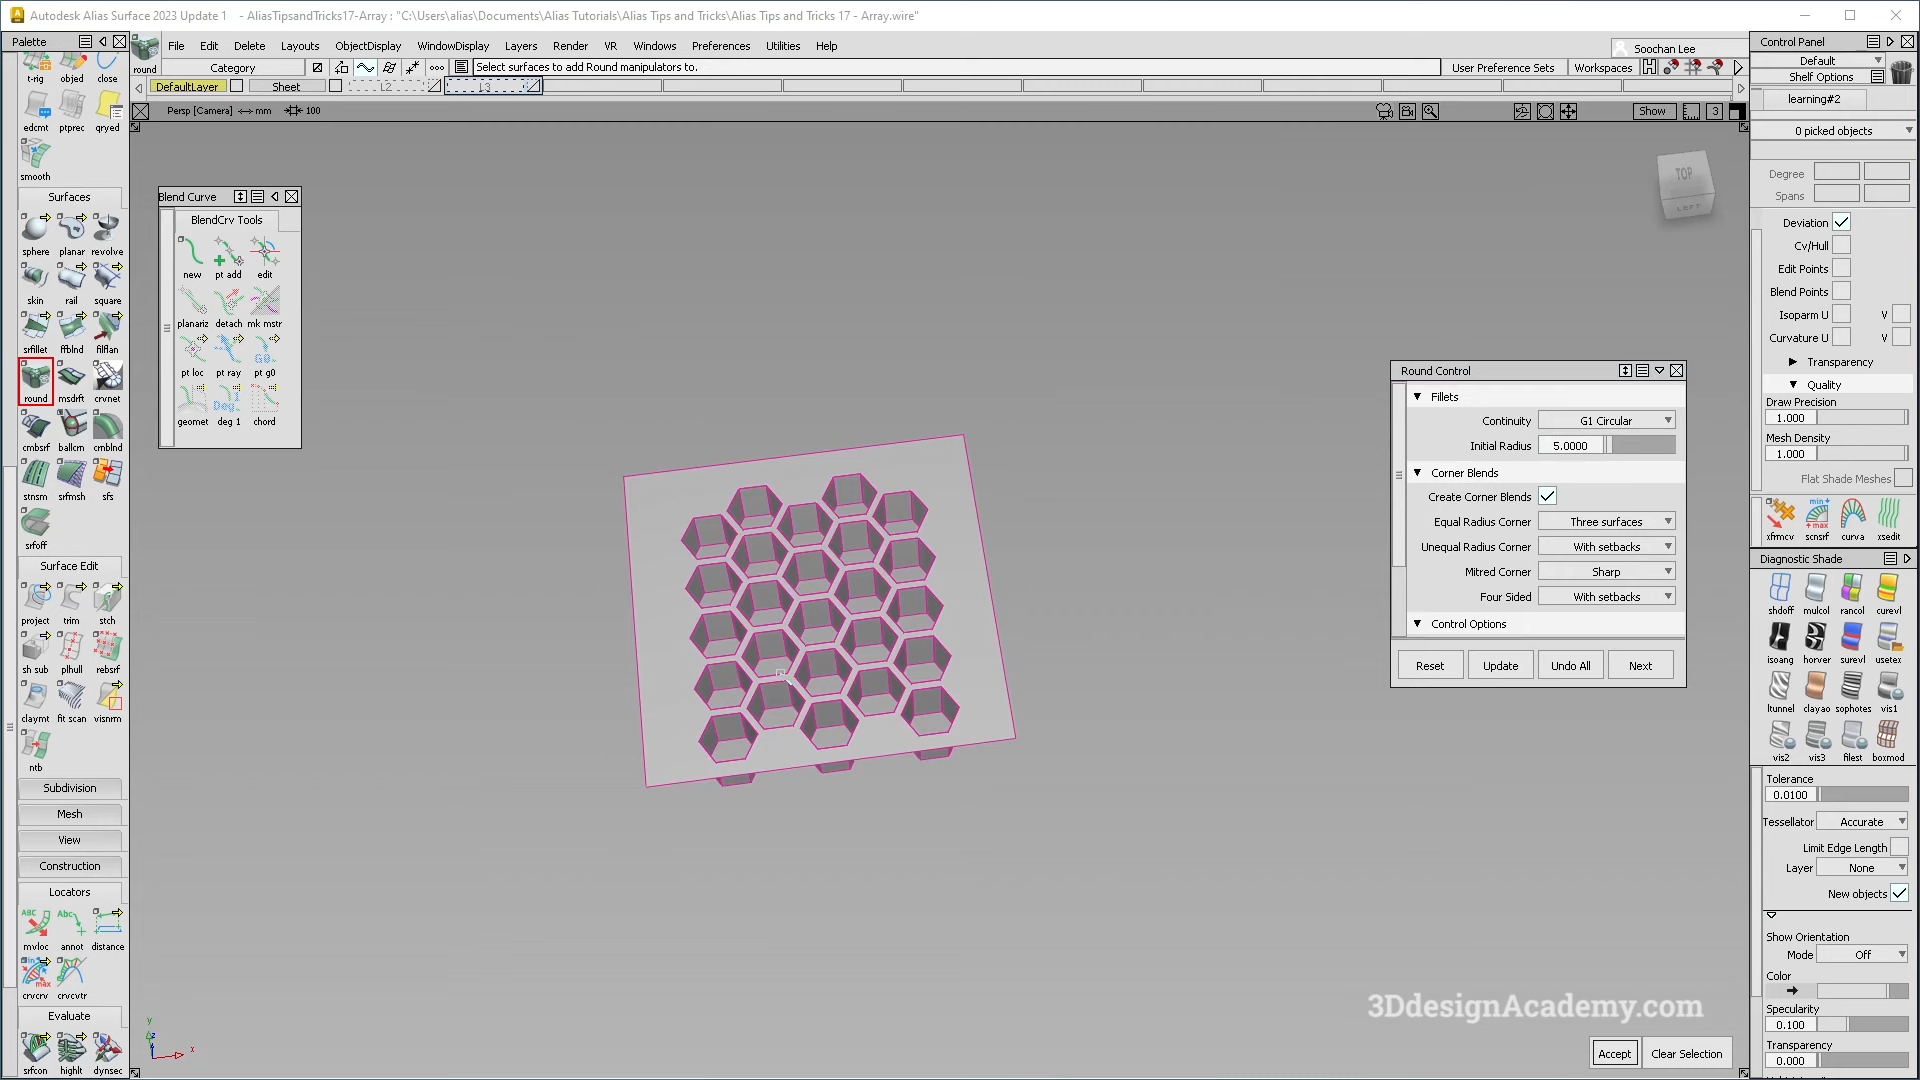 Autodesk Alias Surface 2023 Update 1 - AliasTipsandTricks17-Array : "C:\Users\alias\Documents\Alias Tutorials\Alias Tips and Tricks\Alias Tips and Tricks 17 - Array.wire"
Palette
t-rig objed close
edcmt ptprec qryed
smooth
Surfaces
sphere planar revolve
skin rail square
srfillet ffblnd filflan
round msdrft crvnet
cmbsrf ballcrn crnblnd
stnsrn srfmsh sfs
srfoff
Surface Edit
project trim stch
sh sub plhull rebsrf
claymt fit scan visnrm
ntb
Subdivision
Mesh
View
Construction
Locators
ABC Abc Abc
mvloc annot distance
crvcrv crvcvtr
Evaluate
srfcon highlt dynsec
round
File Edit Delete Layouts ObjectDisplay WindowDisplay Layers Render VR Windows Preferences Utilities Help
Soochan Lee
Category
Select surfaces to add Round manipulators to.
User Preference Sets Workspaces
DefaultLayer Sheet L2 L3
Persp [Camera] mm 100
Show 3
TOP
LEFT
Blend Curve
BlendCrv Tools
new pt add edit
planariz detach mk mstr
pt loc pt ray pt g0
geomet deg 1 chord
Round Control
Fillets
Continuity G1 Circular
Initial Radius 5.0000
Corner Blends
Create Corner Blends
Equal Radius Corner Three surfaces
Unequal Radius Corner With setbacks
Mitred Corner Sharp
Four Sided With setbacks
Control Options
Reset Update Undo All Next
y
z
x
3DdesignAcademy.com
Accept Clear Selection
Control Panel
Default
Shelf Options
learning#2
0 picked objects
Degree
Spans
Deviation
Cv/Hull
Edit Points
Blend Points
Isoparm U V
Curvature U V
Transparency
Quality
Draw Precision
1.000
Mesh Density
1.000
Flat Shade Meshes
xfrmcv scnsrf curva xsedit
Diagnostic Shade
shdoff mulcol rancol curevl
isoang horver surevl usetex
ltunnel clayao sophotes vis1
vis2 vis3 filest boxmod
Tolerance
0.0100
Tessellator Accurate
Limit Edge Length
Layer None
New objects
Show Orientation
Mode Off
Color
Specularity
0.100
Transparency
0.000